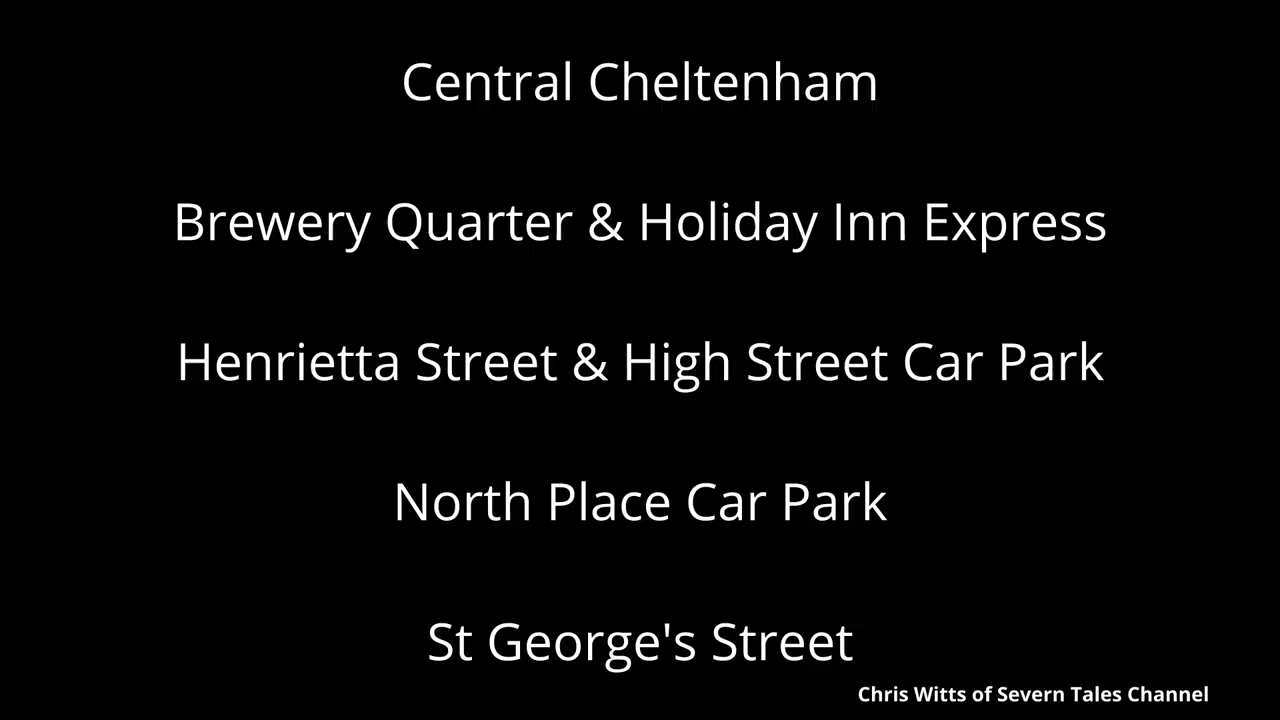 Central Cheltenham
Brewery Quarter & Holiday Inn Express
Henrietta Street & High Street Car Park
North Place Car Park
St George's Street
Chris Witts of Severn Tales Channel